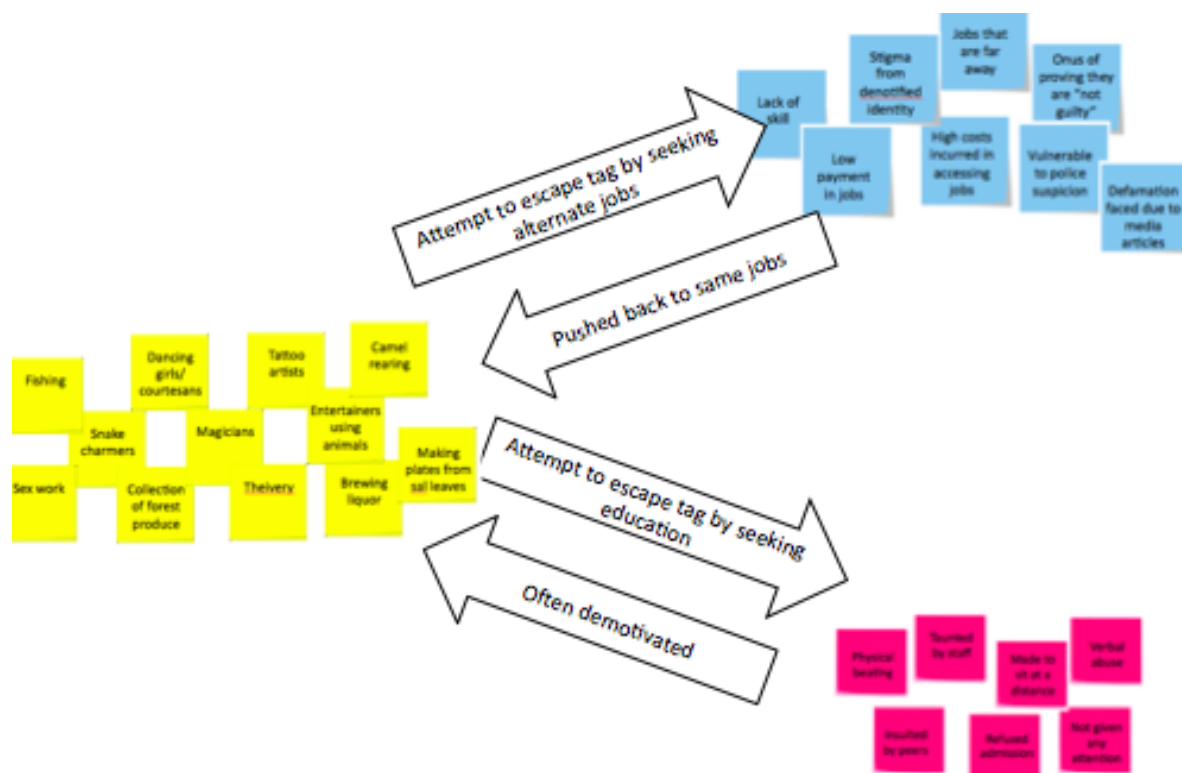 Jobs that
are far
away
Stigma
from
denotified
identity
Onus of
proving they
are "not
guilty"
Lack of
skill
Low
payment
in jobs
High costs
incurred in
accessing
jobs
Vulnerable
to police
suspicion
Defamation
faced due to
media
articles
Attempt to escape tag by seeking
alternate jobs
Pushed back to same jobs
Fishing
Dancing
girls/
courtesans
Tattoo
artists
Camel
rearing
Snake
charmers
Magicians
Entertainers
using
animals
Making
plates from
sal leaves
Sex work
Collection
of forest
produce
Theivery
Brewing
liquor
Attempt to escape tag by seeking
education
Often demotivated
Physical
beating
Taunted
by staff
Made to
sit at a
distance
Verbal
abuse
Insulted
by peers
Refused
admission
Not given
any
attention